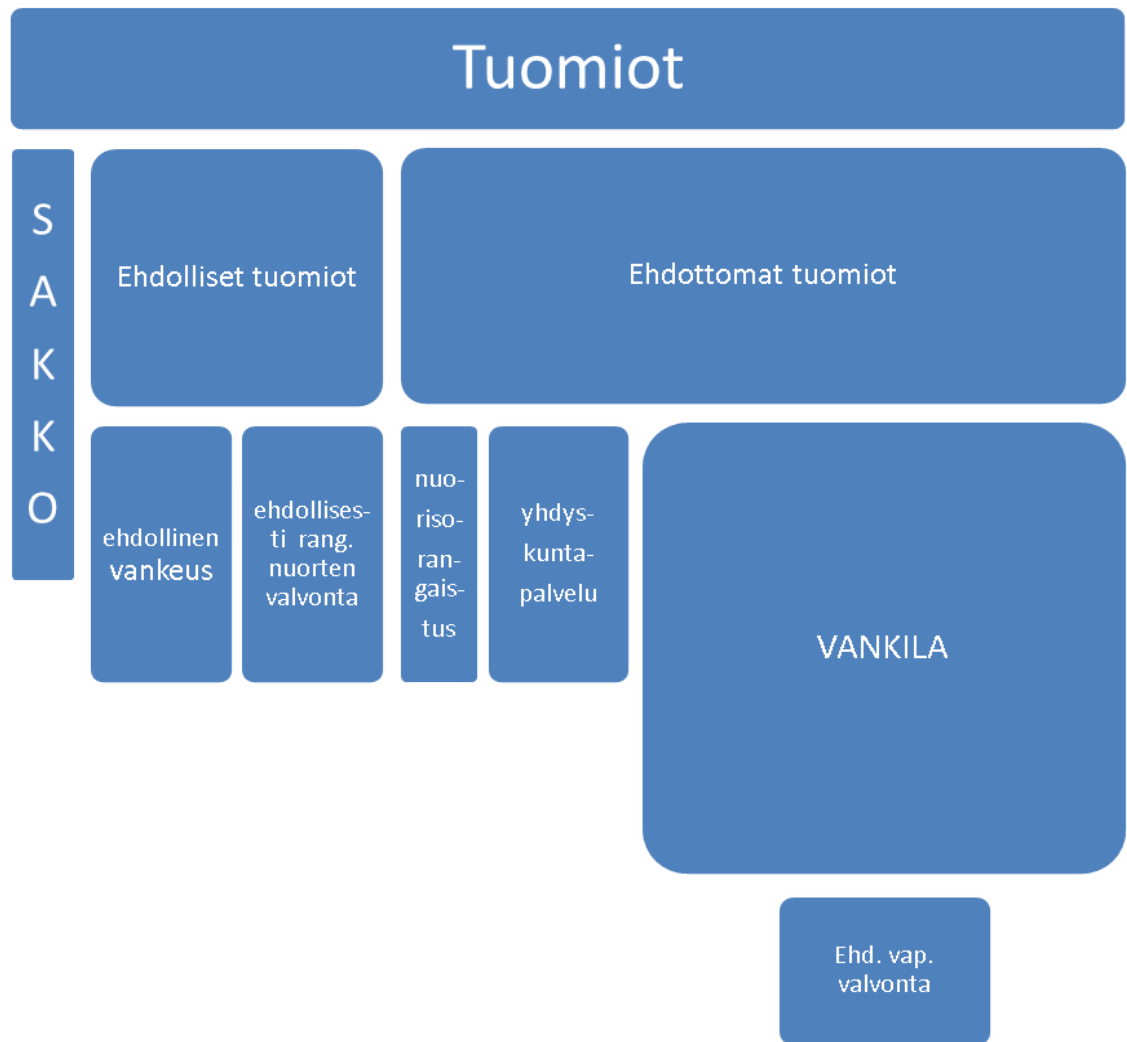 Tuomiot
S
A
K
K
O
Ehdolliset tuomiot
Ehdottomat tuomiot
ehdollinen
vankeus
ehdollises-
ti rang.
nuorten
valvonta
nuo-
riso-
ran-
gais-
tus
yhdys-
kunta-
palvelu
VANKILA
Ehd. vap.
valvonta